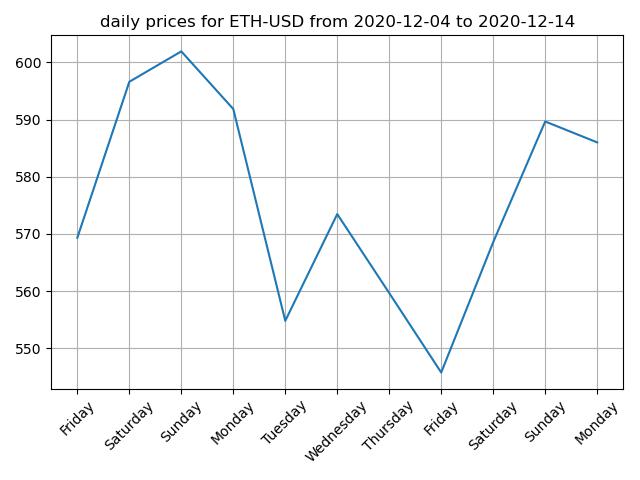 daily prices for ETH-USD from 2020-12-04 to 2020-12-14
600
590
580
570
560
550
Friday
Saturday
Sunday
Monday
Tuesday
Wednesday
Thursday
Friday
Saturday
Sunday
Monday